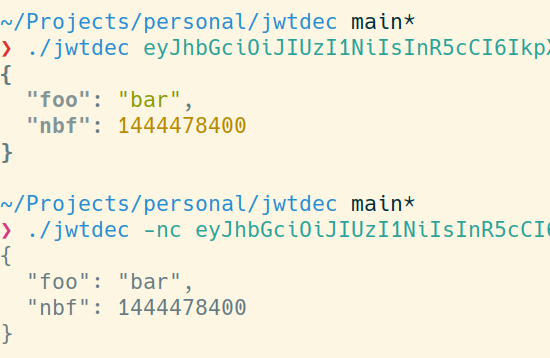 ~/Projects/personal/jwtdec main*
❯ ./jwtdec eyJhbGciOiJIUzI1NiIsInR5cCI6IkpX
{
  "foo": "bar",
  "nbf": 1444478400
}
~/Projects/personal/jwtdec main*
❯ ./jwtdec -nc eyJhbGciOiJIUzI1NiIsInR5cCI6
{
  "foo": "bar",
  "nbf": 1444478400
}